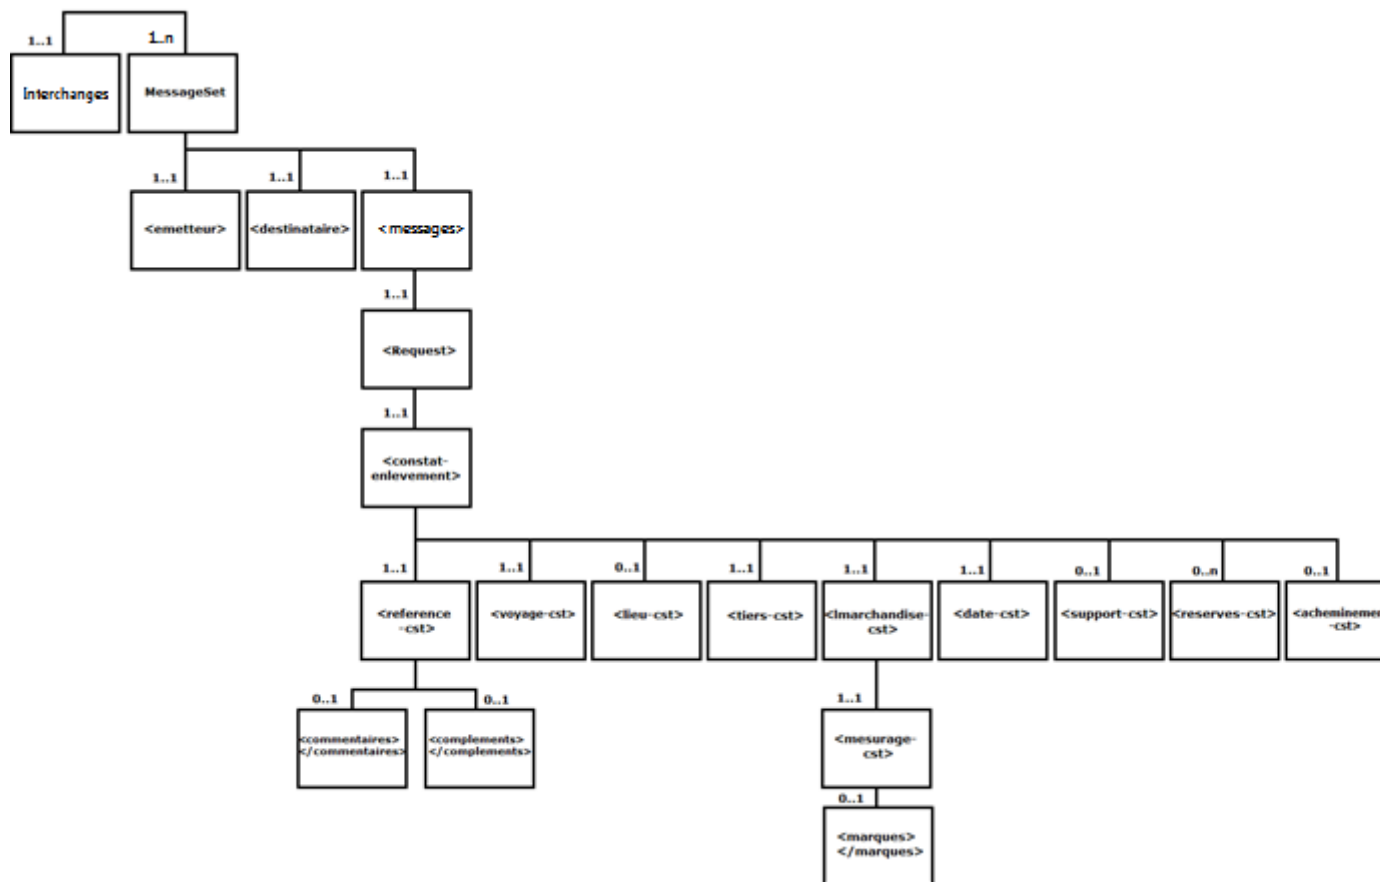 1..1
1..n
Interchanges
MessageSet
1..1
1..1
1..1
<emetteur>
<destinataire>
<messages>
1..1
<Request>
1..1
<constat-
enlevement>
1..1
1..1
0..1
1..1
1..1
1..1
0..1
0..n
0..1
<reference
-cst>
<voyage-cst>
<lieu-cst>
<tiers-cst>
<lmarchandise-
cst>
<date-cst>
<support-cst>
<reserves-cst>
<acheminemen
-cst>
0..1
0..1
1..1
<commentaires>
</commentaires>
<complements>
</complements>
<mesurage-
cst>
0..1
<marques>
</marques>